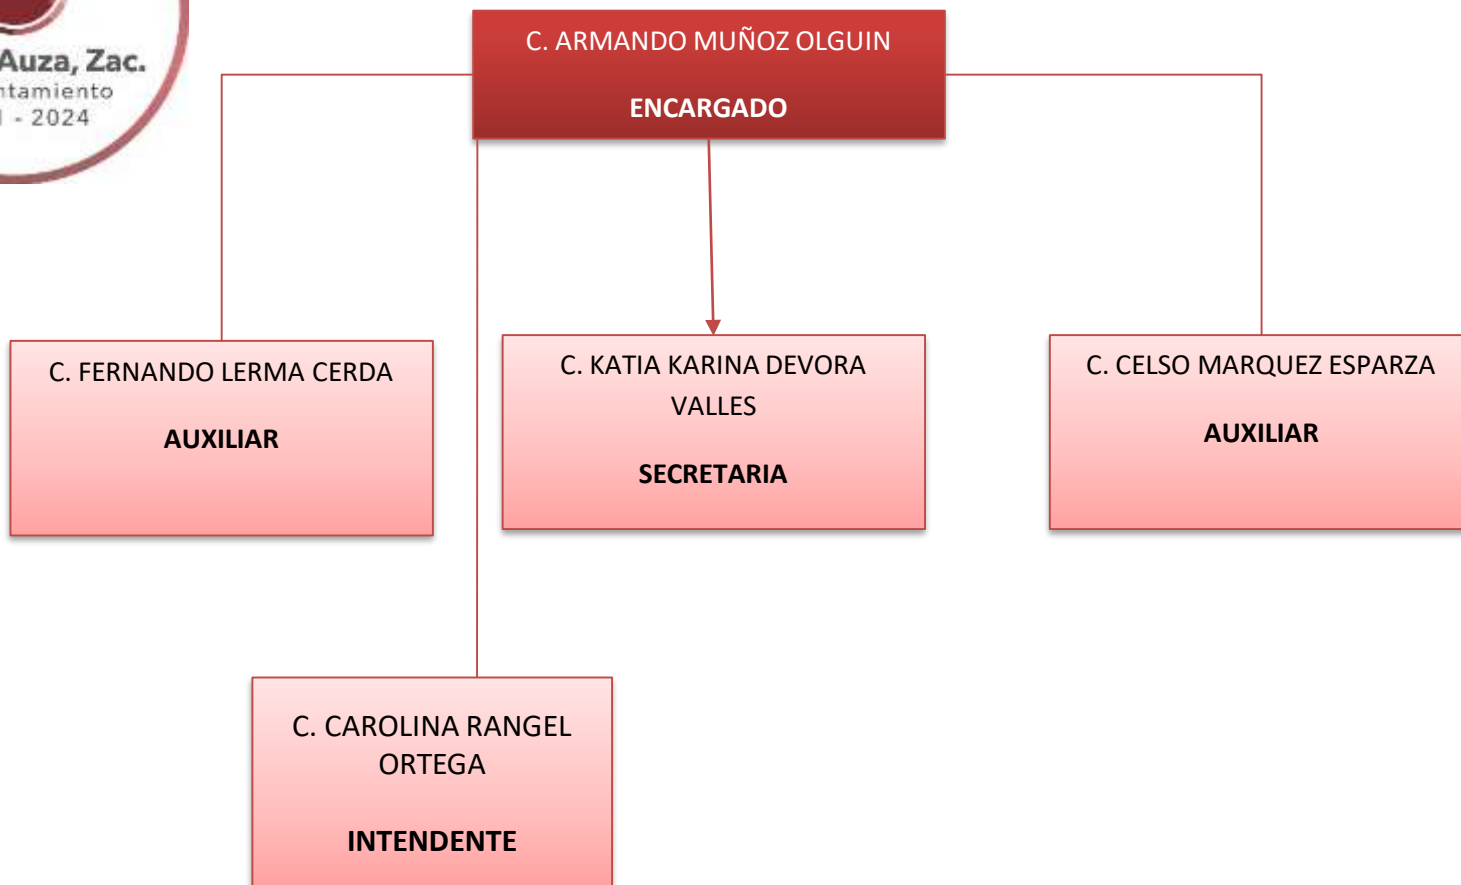 Auza, Zac.
ntamiento
- 2024
C. ARMANDO MUÑOZ OLGUIN
ENCARGADO
C. FERNANDO LERMA CERDA
AUXILIAR
C. KATIA KARINA DEVORA
VALLES
SECRETARIA
C. CELSO MARQUEZ ESPARZA
AUXILIAR
C. CAROLINA RANGEL
ORTEGA
INTENDENTE